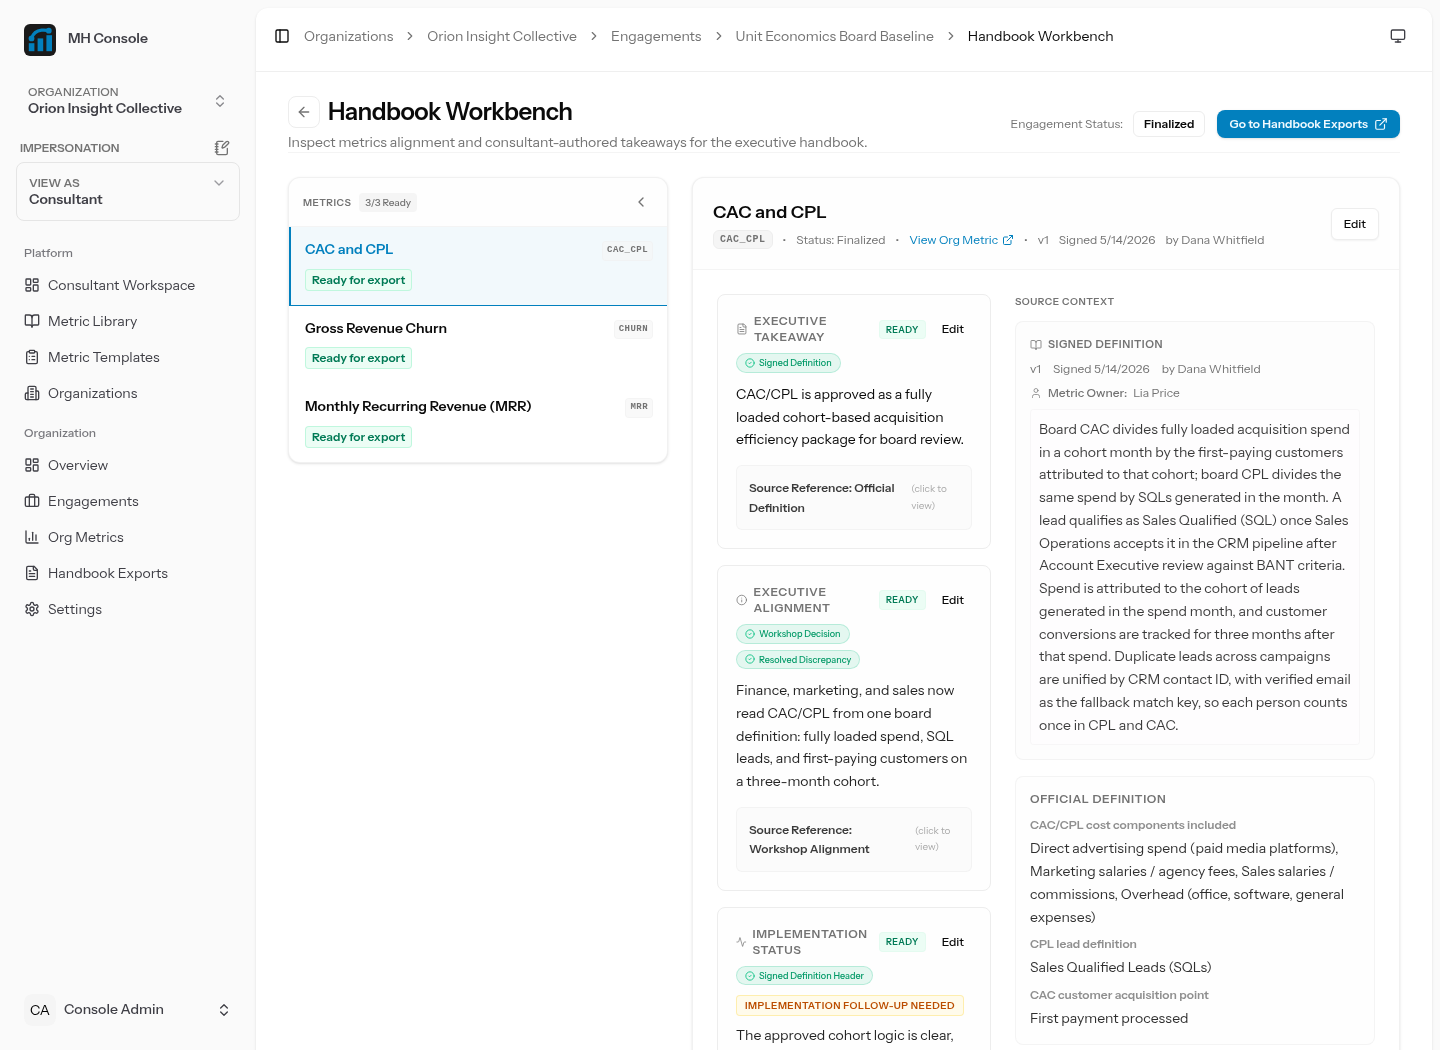 MH Console
ORGANIZATION
Orion Insight Collective
IMPERSONATION
VIEW AS
Consultant
Platform
Consultant Workspace
Metric Library
Metric Templates
Organizations
Organization
Overview
Engagements
Org Metrics
Handbook Exports
Settings
CA
Console Admin
Organizations
Orion Insight Collective
Engagements
Unit Economics Board Baseline
Handbook Workbench
Handbook Workbench
Inspect metrics alignment and consultant-authored takeaways for the executive handbook.
Engagement Status:
Finalized
Go to Handbook Exports
METRICS
3/3 Ready
CAC and CPL
CAC_CPL
Ready for export
Gross Revenue Churn
CHURN
Ready for export
Monthly Recurring Revenue (MRR)
MRR
Ready for export
CAC and CPL
CAC_CPL • Status: Finalized • View Org Metric • v1 Signed 5/14/2026 by Dana Whitfield
Edit
EXECUTIVE
TAKEAWAY
READY
Edit
Signed Definition
CAC/CPL is approved as a fully
loaded cohort-based acquisition
efficiency package for board review.
Source Reference: Official
Definition
(click to
view)
EXECUTIVE
ALIGNMENT
READY
Edit
Workshop Decision
Resolved Discrepancy
Finance, marketing, and sales now
read CAC/CPL from one board
definition: fully loaded spend, SQL
leads, and first-paying customers on
a three-month cohort.
Source Reference:
Workshop Alignment
(click to
view)
IMPLEMENTATION
STATUS
READY
Edit
Signed Definition Header
IMPLEMENTATION FOLLOW-UP NEEDED
The approved cohort logic is clear,
SOURCE CONTEXT
SIGNED DEFINITION
v1 Signed 5/14/2026 by Dana Whitfield
Metric Owner: Lia Price
Board CAC divides fully loaded acquisition spend
in a cohort month by the first-paying customers
attributed to that cohort; board CPL divides the
same spend by SQLs generated in the month. A
lead qualifies as Sales Qualified (SQL) once Sales
Operations accepts it in the CRM pipeline after
Account Executive review against BANT criteria.
Spend is attributed to the cohort of leads
generated in the spend month, and customer
conversions are tracked for three months after
that spend. Duplicate leads across campaigns
are unified by CRM contact ID, with verified email
as the fallback match key, so each person counts
once in CPL and CAC.
OFFICIAL DEFINITION
CAC/CPL cost components included
Direct advertising spend (paid media platforms),
Marketing salaries / agency fees, Sales salaries /
commissions, Overhead (office, software, general
expenses)
CPL lead definition
Sales Qualified Leads (SQLs)
CAC customer acquisition point
First payment processed